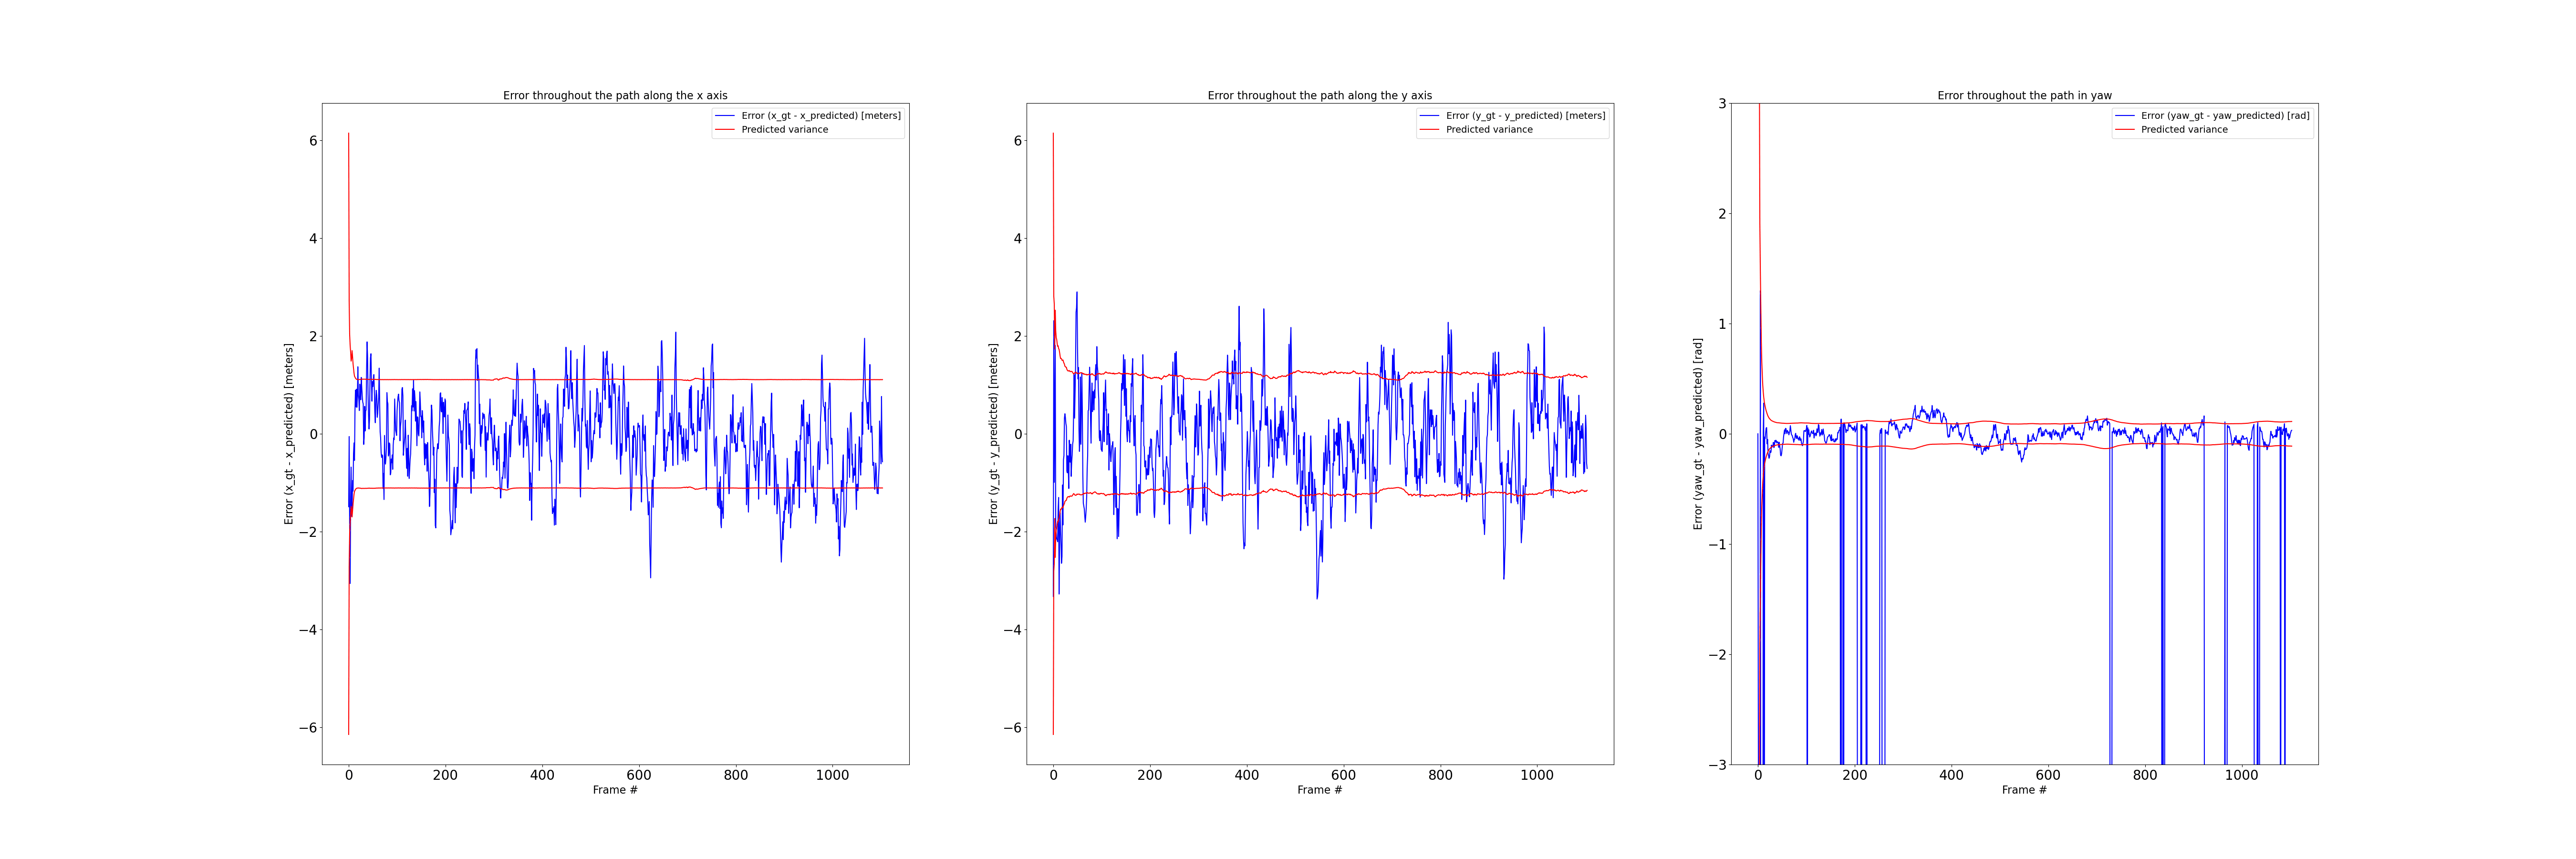 Error throughout the path along the x axis
Error (x_gt - x_predicted) [meters]
Predicted variance
6
4
2
0
−2
−4
−6
Error (x_gt - x_predicted) [meters]
0 200 400 600 800 1000
Frame #
Error throughout the path along the y axis
Error (y_gt - y_predicted) [meters]
Predicted variance
6
4
2
0
−2
−4
−6
Error (y_gt - y_predicted) [meters]
0 200 400 600 800 1000
Frame #
Error throughout the path in yaw
Error (yaw_gt - yaw_predicted) [rad]
Predicted variance
3
2
1
0
−1
−2
−3
Error (yaw_gt - yaw_predicted) [rad]
0 200 400 600 800 1000
Frame #